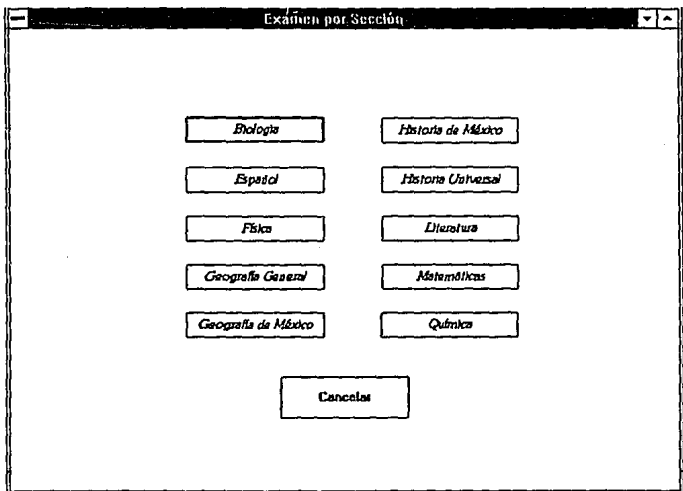 Exámen por Sección
Biología
Historia de México
Español
Historia Universal
Física
Literatura
Geografía General
Matemáticas
Geografía de México
Química
Cancelar